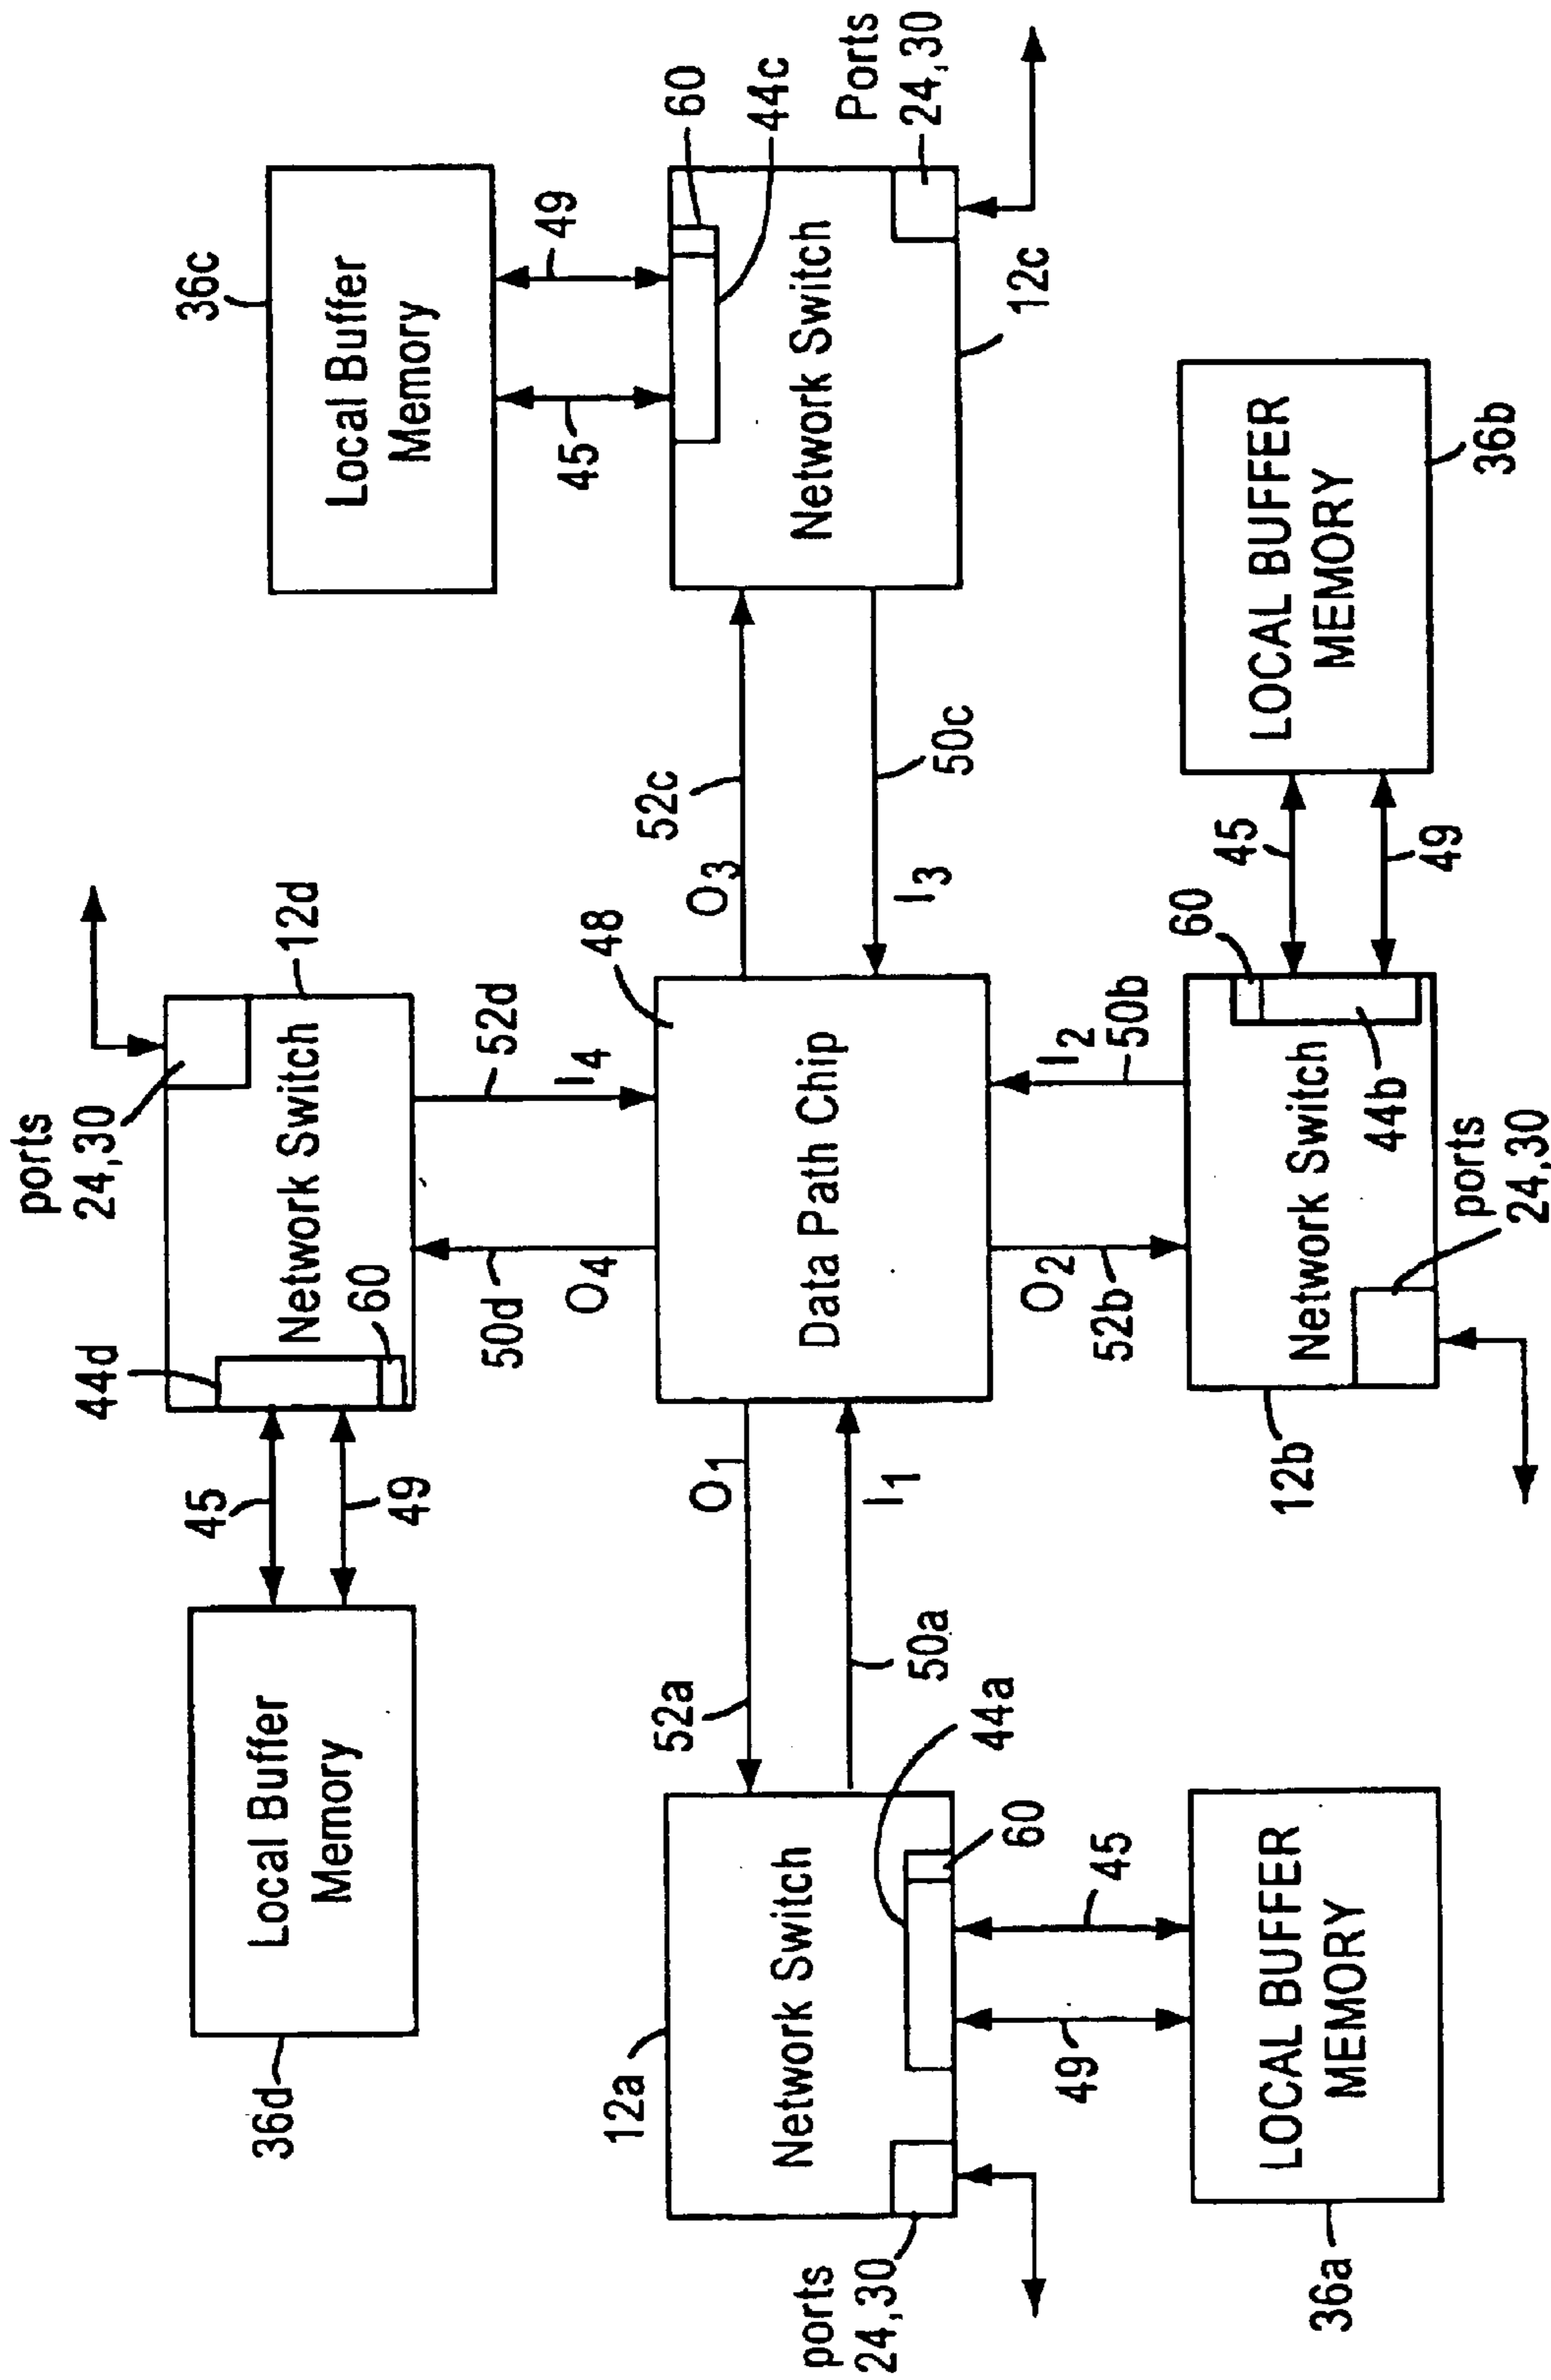 ports
24,30
44d
12d
Network Switch
60
45
49
Local Buffer
Memory
36d
36c
Local Buffer
Memory
45
49
60
44c
Ports
24,30
Network Switch
12c
50d
O4
52d
I4
48
Data Path Chip
52c
O3
I3
50c
O1
52a
I1
50a
12a
Network Switch
44a
60
ports
24,30
49
45
LOCAL BUFFER
MEMORY
36a
O2
52b
I2
50b
60
Network Switch
44b
12b
ports
24,30
45
49
LOCAL BUFFER
MEMORY
36b